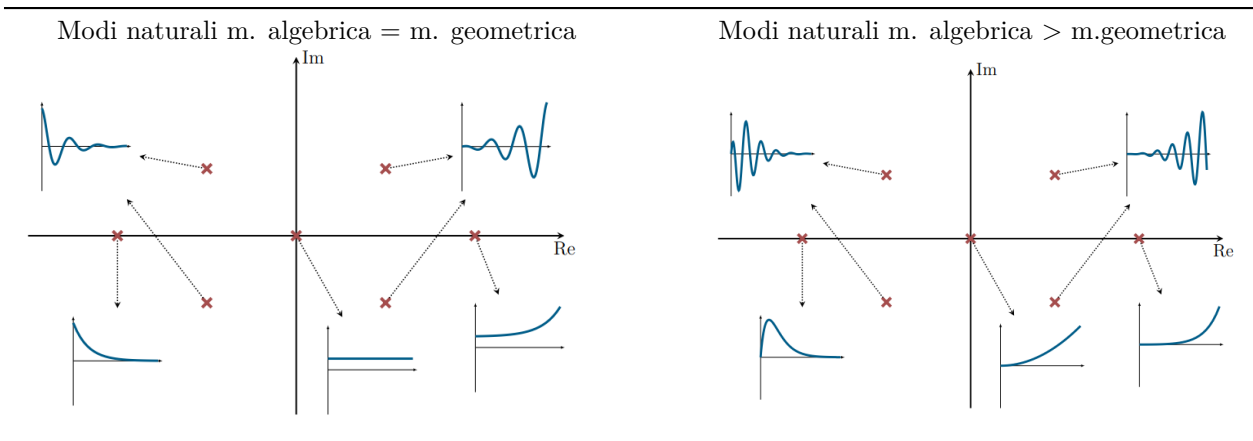 Modi naturali m. algebrica = m. geometrica
Modi naturali m. algebrica > m.geometrica
Im
Re
Im
Re